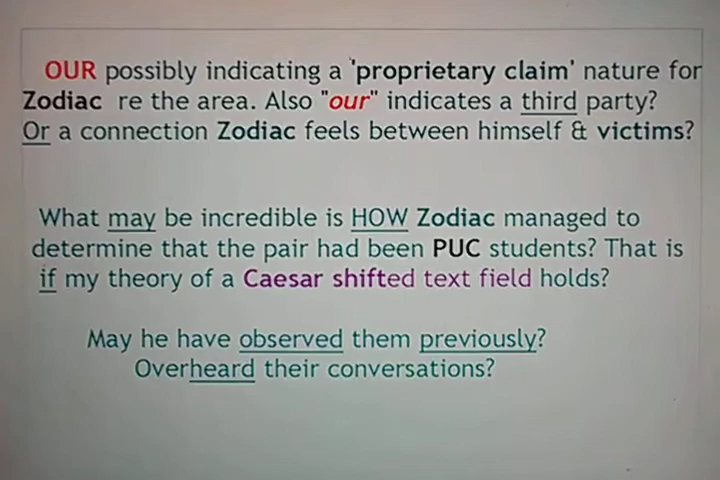 OUR possibly indicating a 'proprietary claim' nature for
Zodiac re the area. Also "our" indicates a third party?
Or a connection Zodiac feels between himself & victims?
What may be incredible is HOW Zodiac managed to
determine that the pair had been PUC students? That is
if my theory of a Caesar shifted text field holds?
May he have observed them previously?
Overheard their conversations?